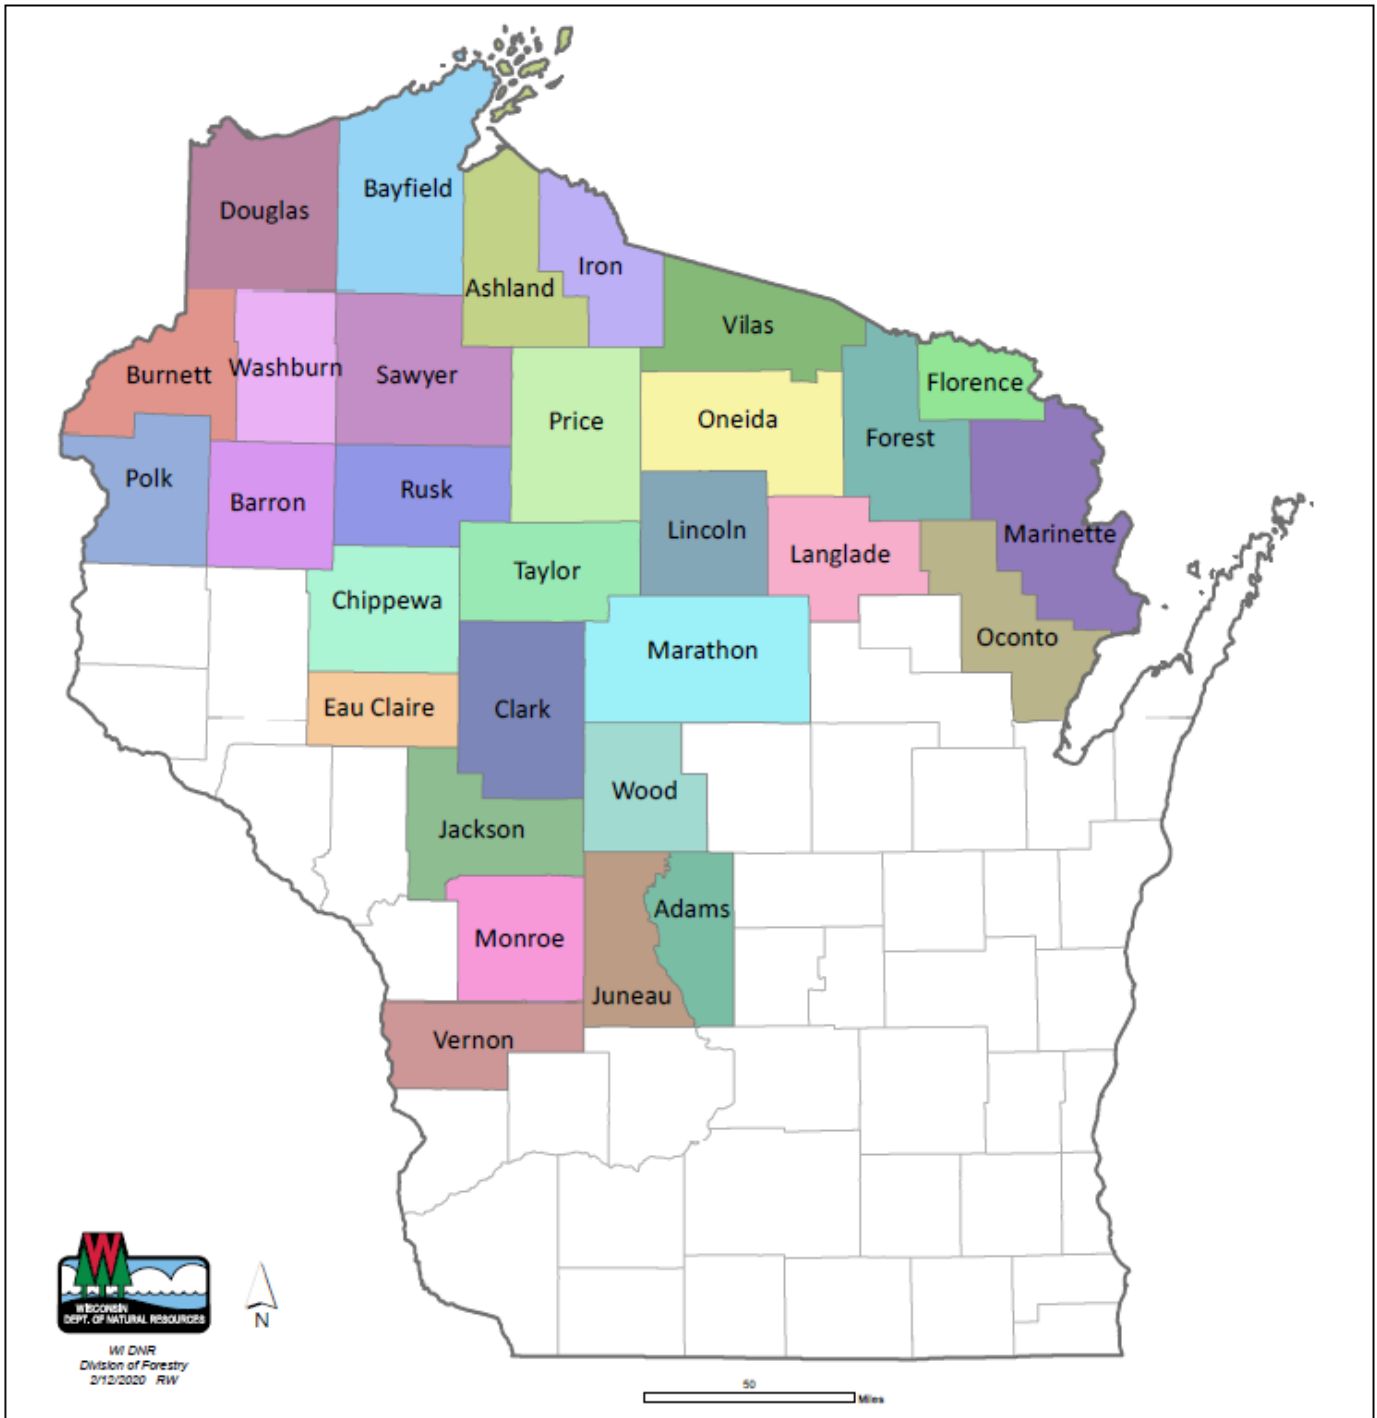 Bayfield
Douglas
Iron
Ashland
Vilas
Burnett
Washburn
Sawyer
Florence
Price
Oneida
Forest
Polk
Barron
Rusk
Lincoln
Marinette
Langlade
Taylor
Chippewa
Oconto
Marathon
Eau Claire
Clark
Wood
Jackson
Adams
Monroe
Juneau
Vernon
W
WISCONSIN
DEPT. OF NATURAL RESOURCES
N
WI DNR
Division of Forestry
2/12/2020 RW
50
Miles